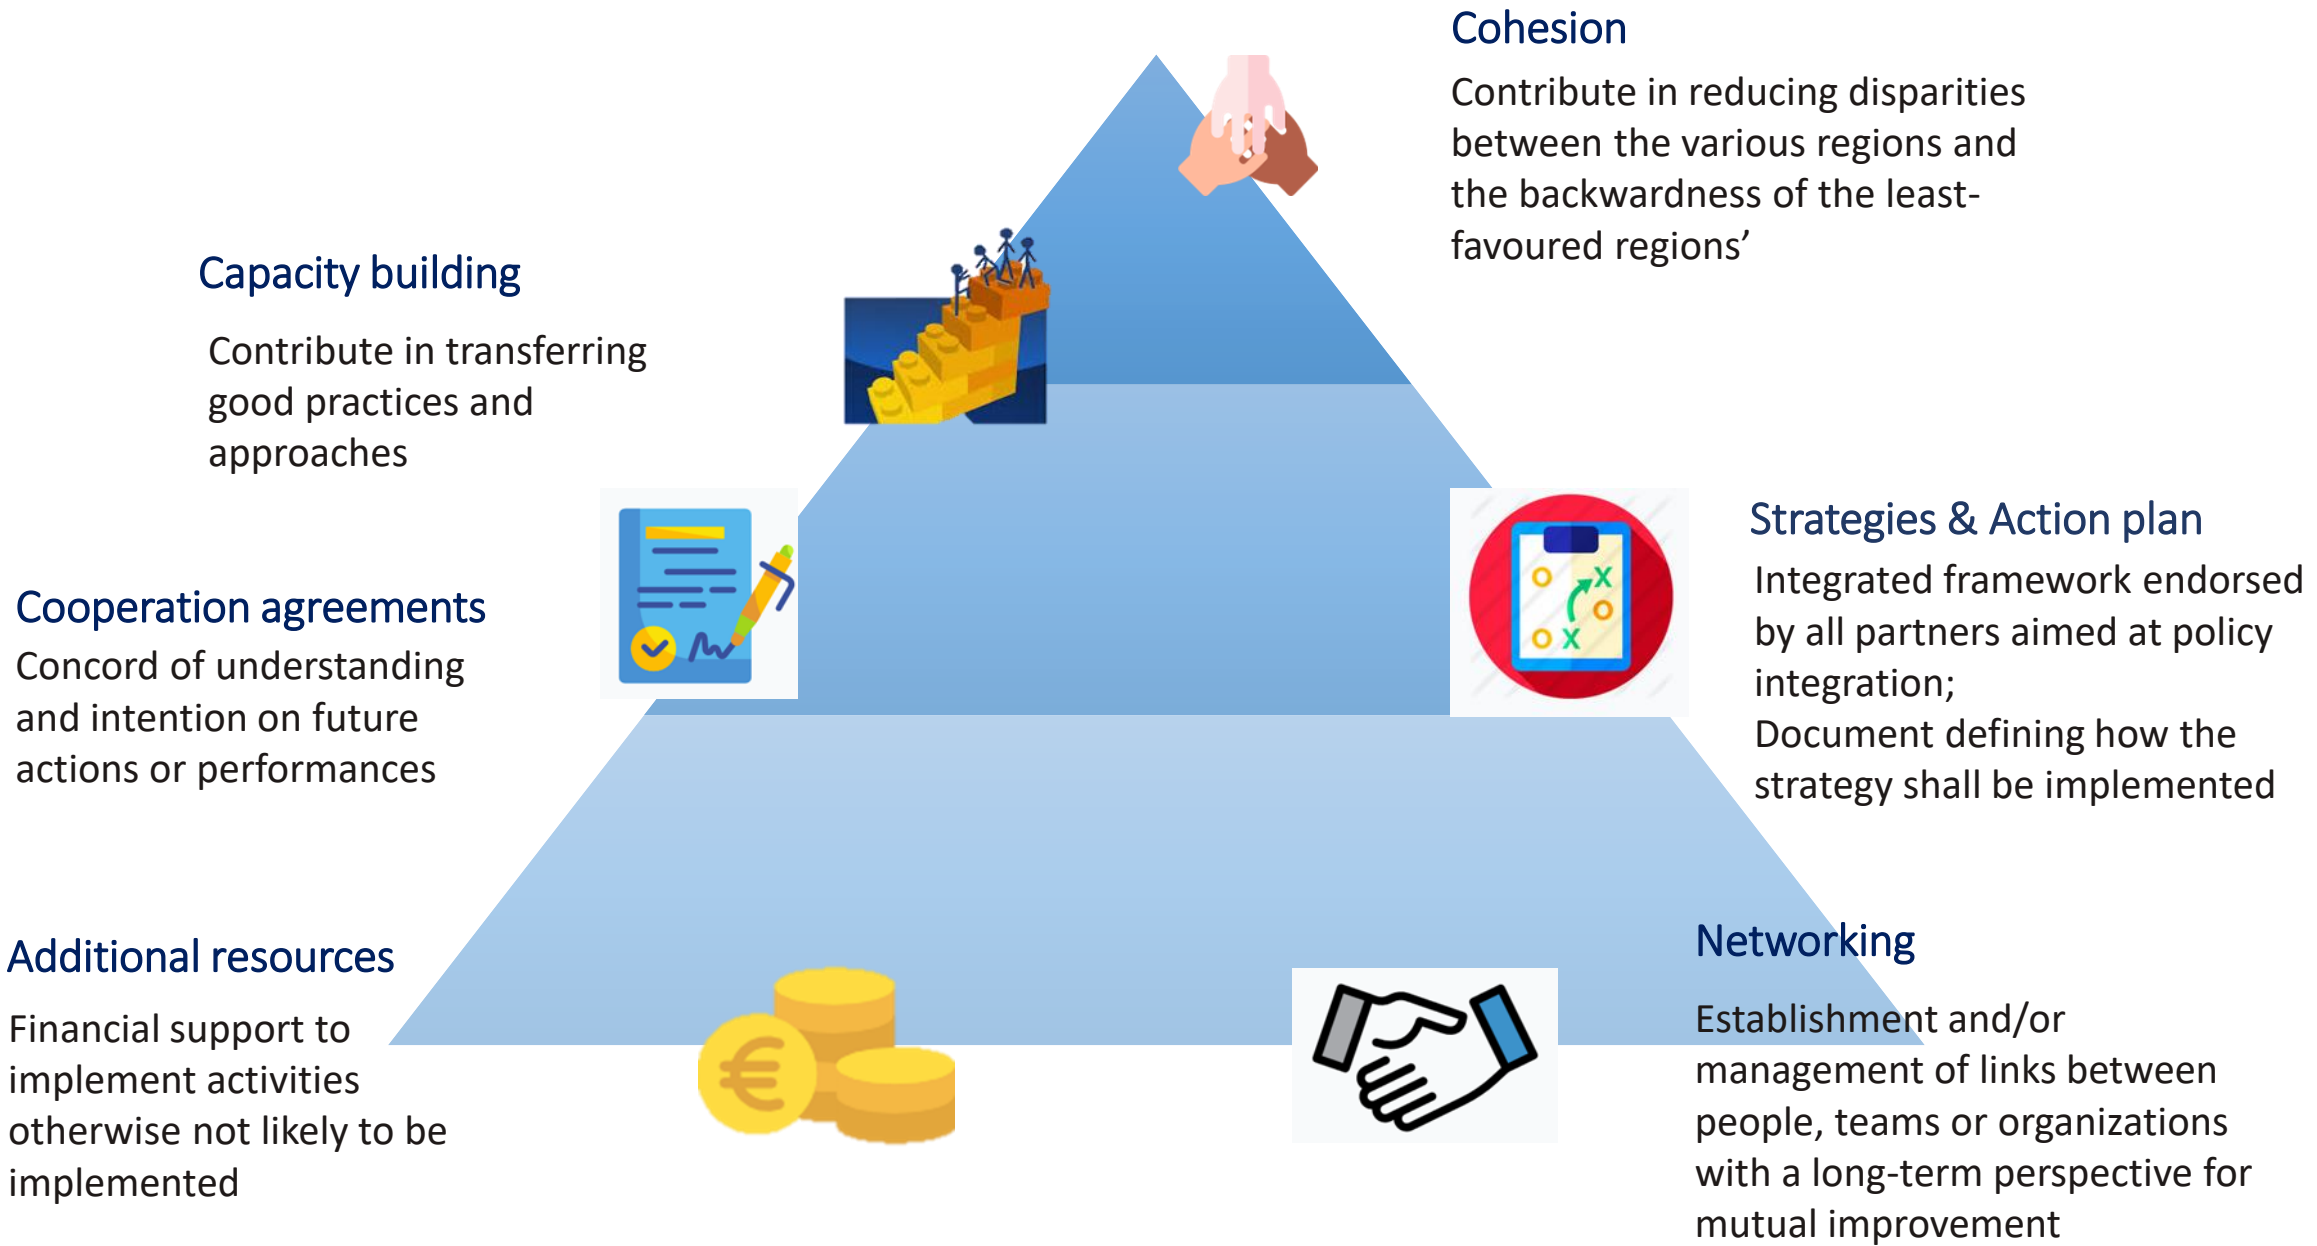 Cohesion
Contribute in reducing disparities
between the various regions and
the backwardness of the least-
favoured regions’
Capacity building
Contribute in transferring
good practices and
approaches
Strategies & Action plan
Integrated framework endorsed
by all partners aimed at policy
integration;
Document defining how the
strategy shall be implemented
Cooperation agreements
Concord of understanding
and intention on future
actions or performances
Additional resources
Financial support to
implement activities
otherwise not likely to be
implemented
Networking
Establishment and/or
management of links between
people, teams or organizations
with a long-term perspective for
mutual improvement